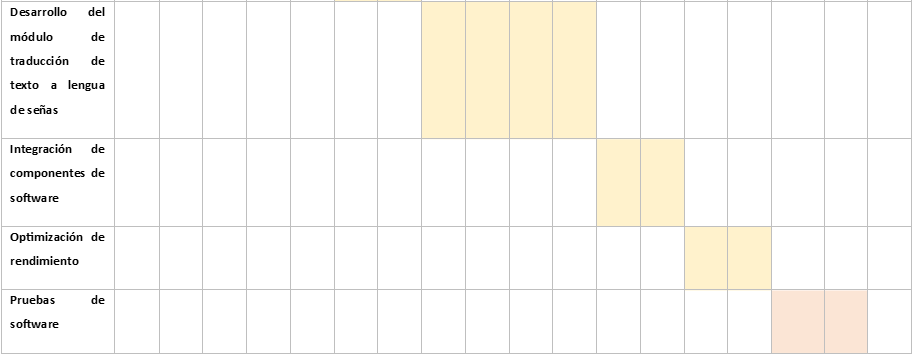 Desarrollo del
módulo de
traducción de
texto a lengua
de señas
Integración de
componentes de
software
Optimización de
rendimiento
Pruebas de
software